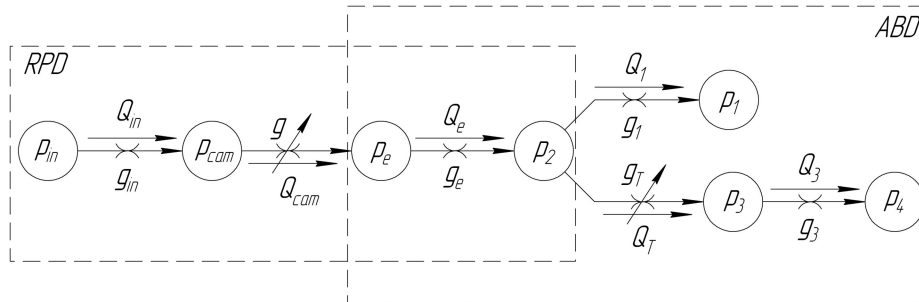 RPD
ABD
Q_in
g
Q_e
Q_1
p_1
g_1
p_in
p_cam
p_e
p_2
g_in
Q_cam
g_e
g_T
p_3
Q_3
p_4
Q_T
g_3